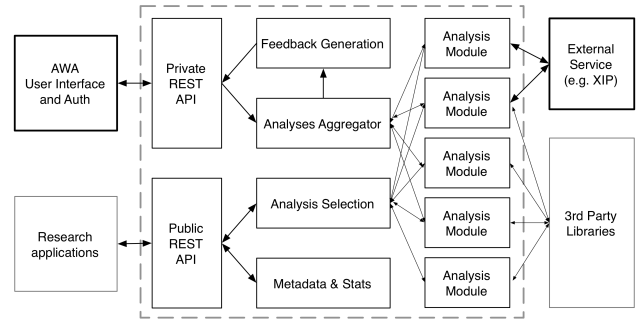 AWA
User Interface
and Auth
Private
REST
API
Feedback Generation
Analyses Aggregator
Analysis
Module
Analysis
Module
Analysis
Module
Analysis
Module
Analysis
Module
External
Service
(e.g. XIP)
Research
applications
Public
REST
API
Analysis Selection
Metadata & Stats
3rd Party
Libraries